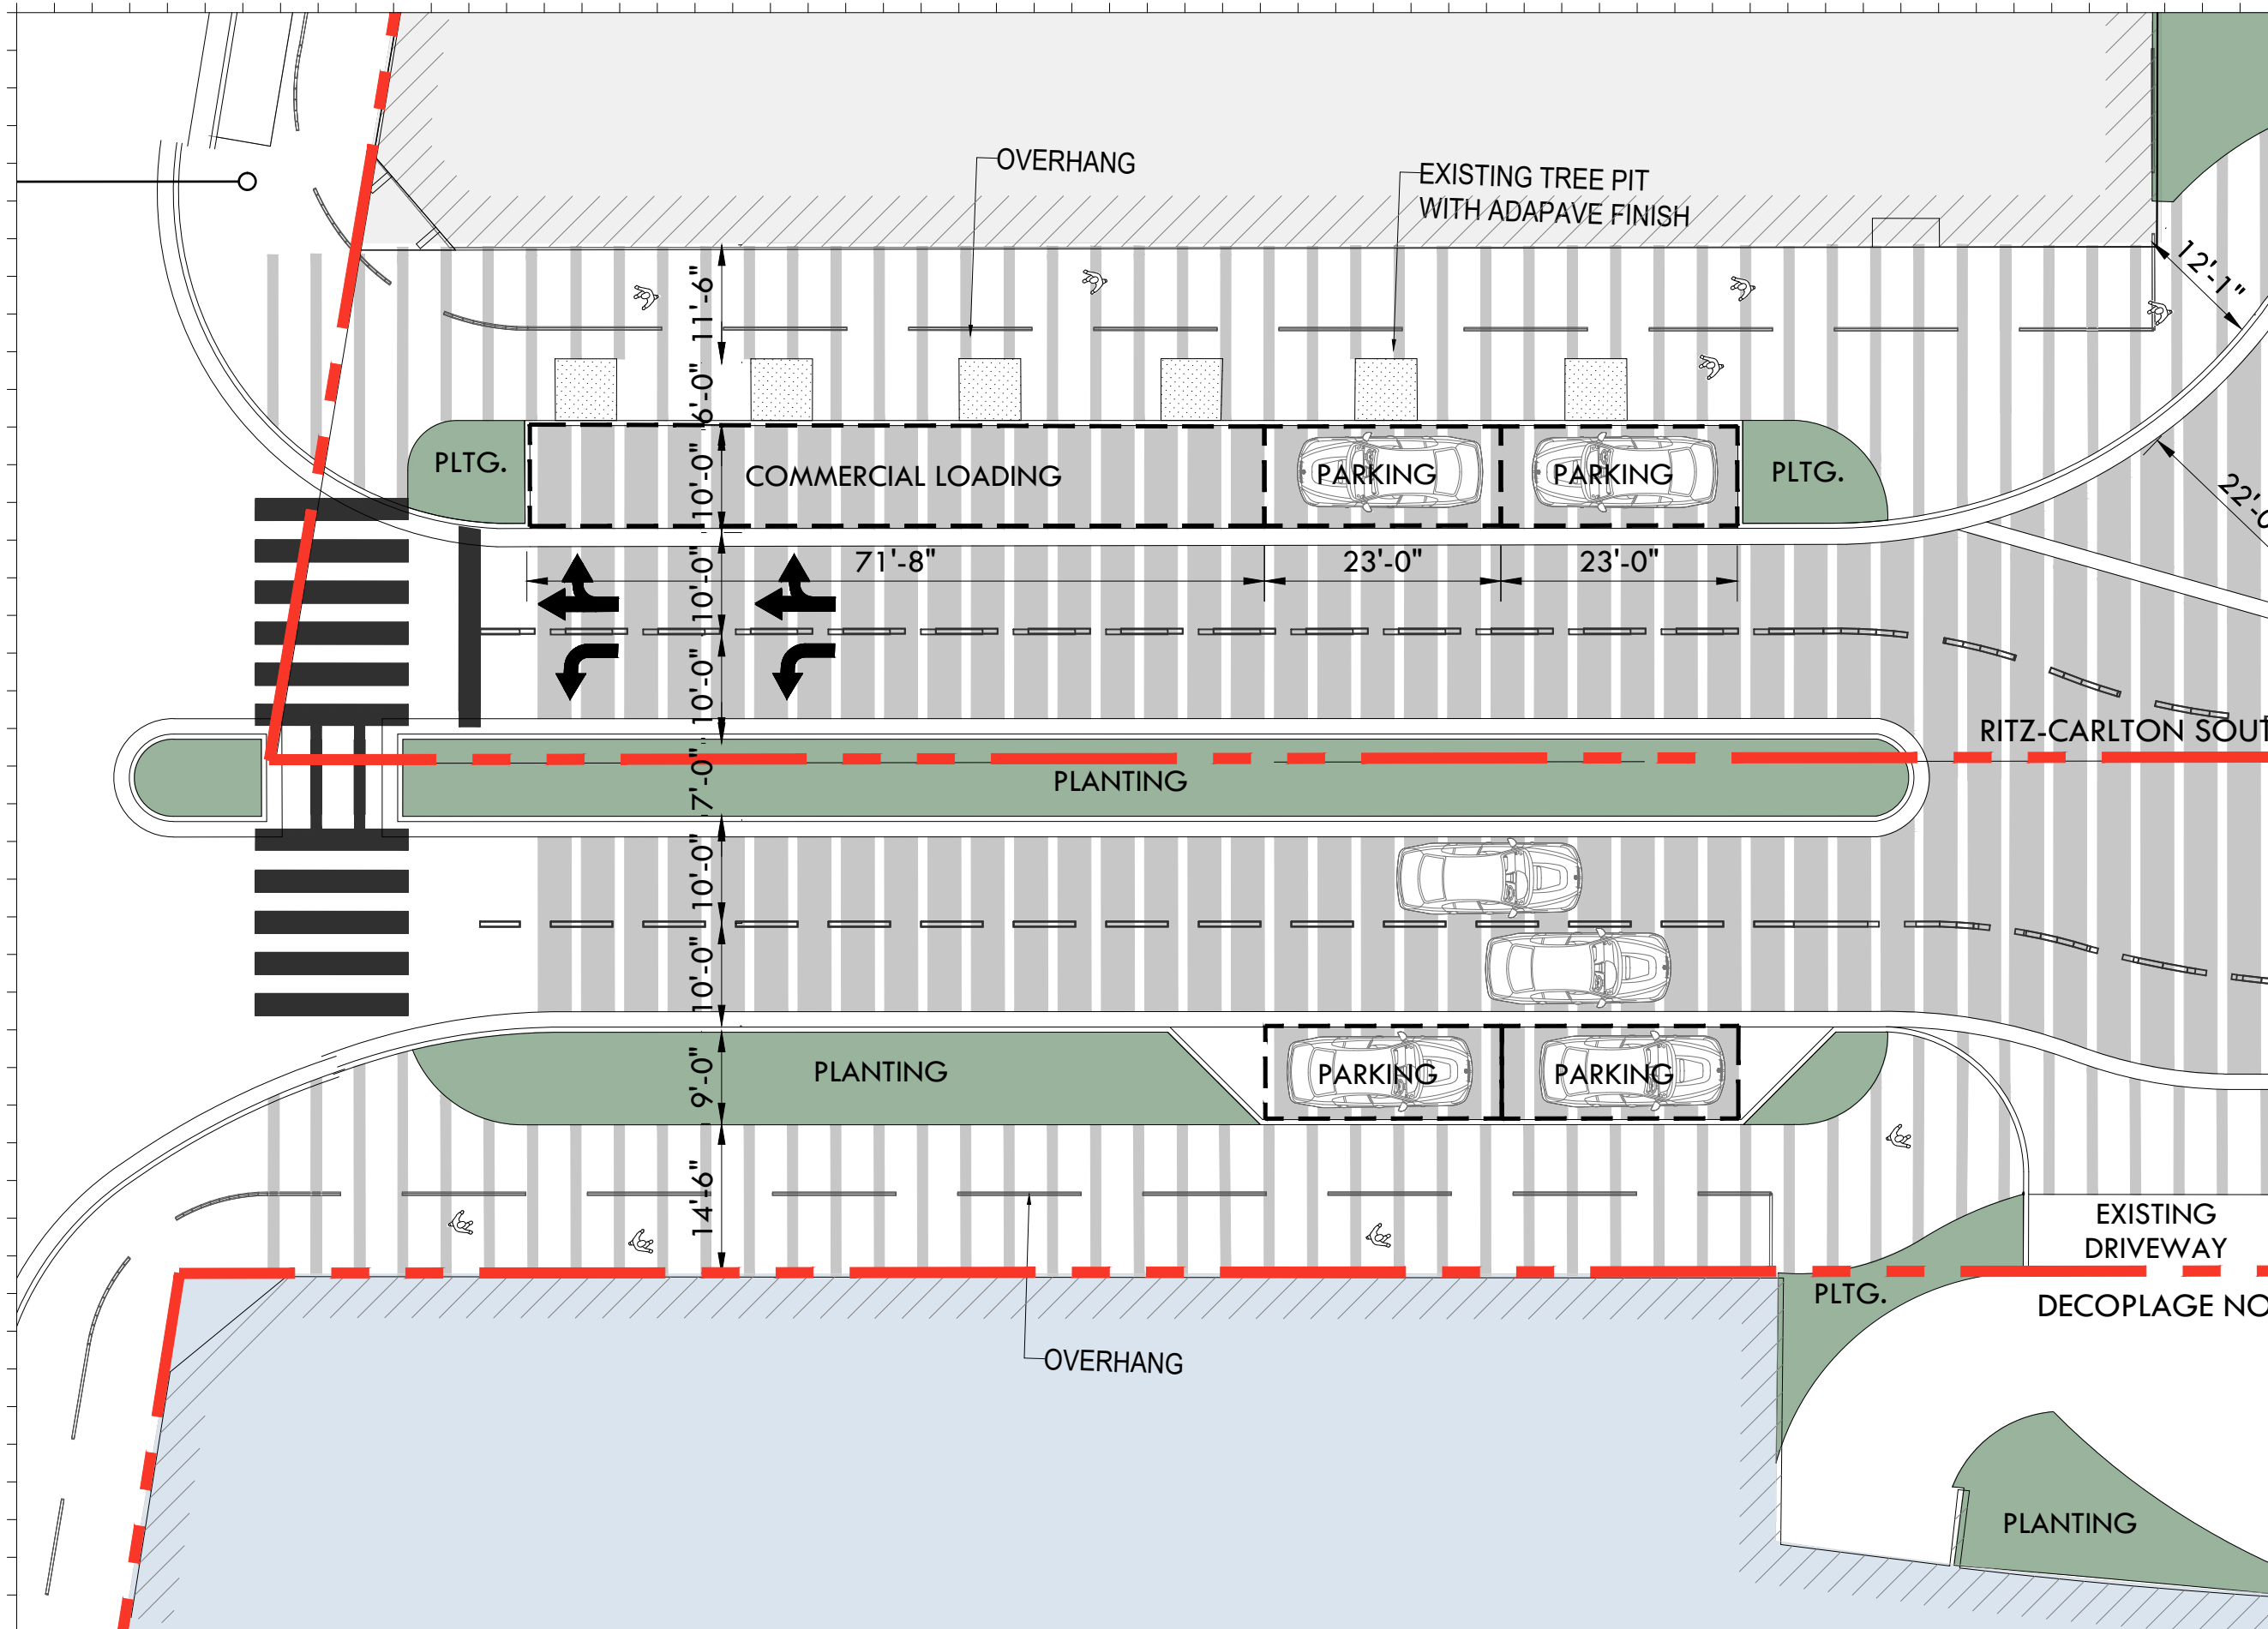 OVERHANG
EXISTING TREE PIT
WITH ADAPAVE FINISH
12'-1"
11'-6"
6'-0"
PLTG.
10'-0"
COMMERCIAL LOADING
PARKING
PARKING
PLTG.
22'-0
71'-8"
23'-0"
23'-0"
10'-0"
10'-0"
RITZ-CARLTON SOUT
7'-0"
PLANTING
10'-0"
10'-0"
9'-0"
PLANTING
PARKING
PARKING
14'-6"
EXISTING
DRIVEWAY
PLTG.
DECOPLAGE NO
OVERHANG
PLANTING